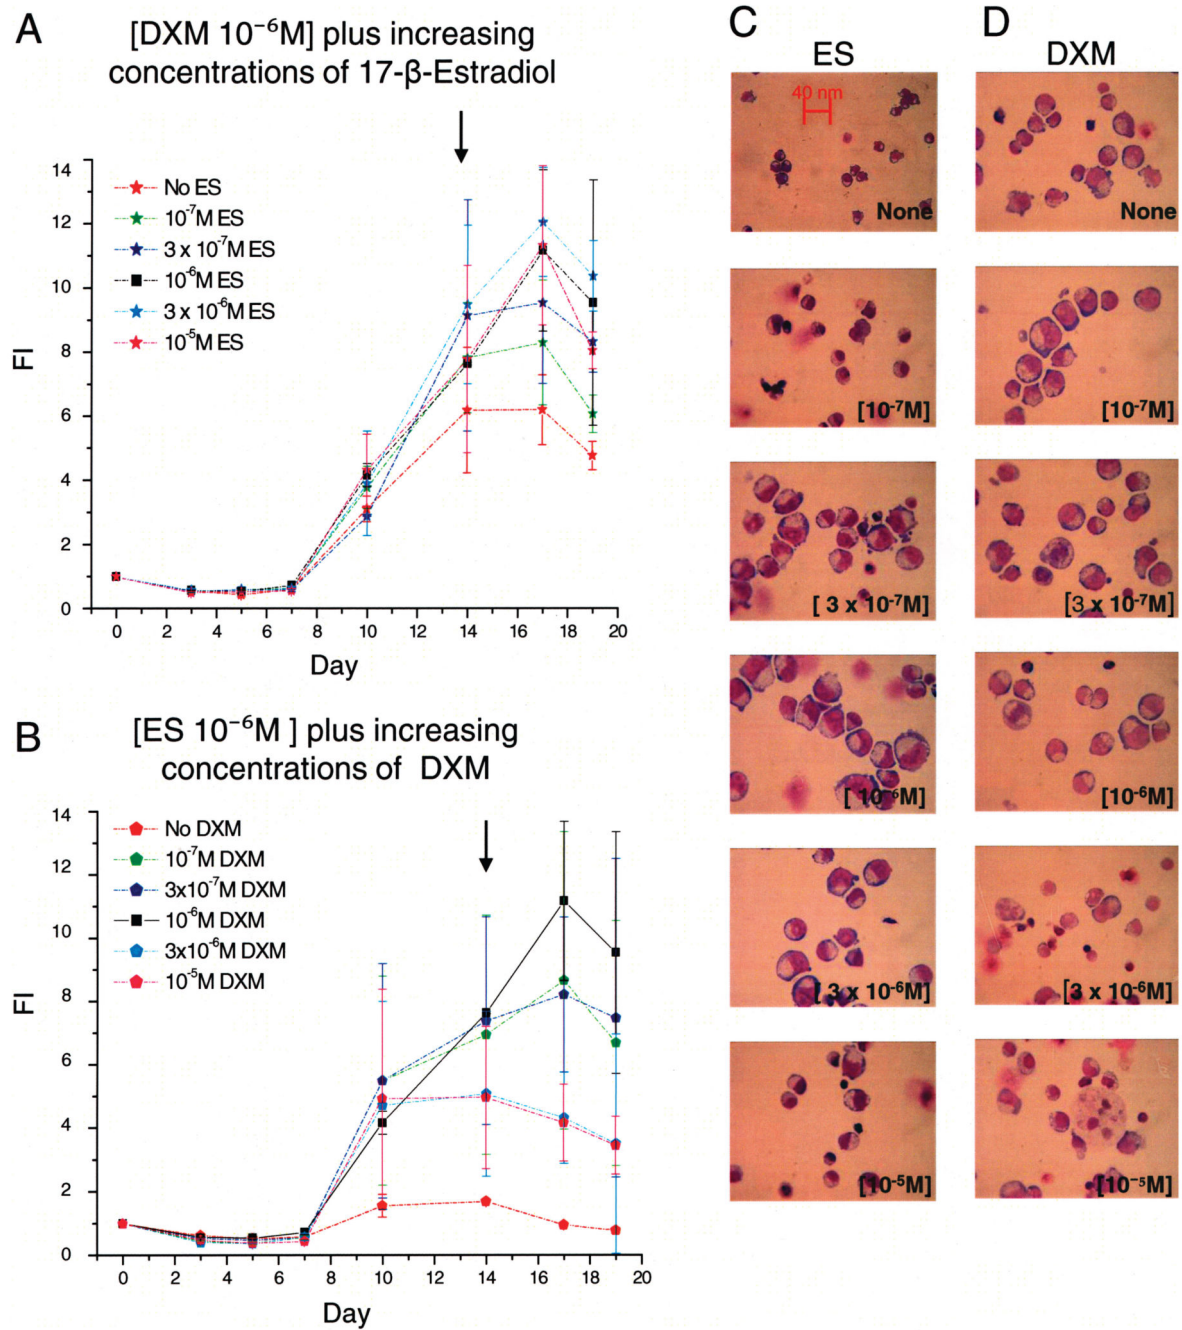 A
[DXM 10⁻⁶M] plus increasing
concentrations of 17-β-Estradiol
14
12
10
8
6
4
2
0
FI
No ES
10⁻⁷M ES
3 x 10⁻⁷M ES
10⁻⁶M ES
3 x 10⁻⁶M ES
10⁻⁵M ES
0 2 4 6 8 10 12 14 16 18 20
Day
B
[ES 10⁻⁶M ] plus increasing
concentrations of DXM
14
12
10
8
6
4
2
0
FI
No DXM
10⁻⁷M DXM
3x10⁻⁷M DXM
10⁻⁶M DXM
3x10⁻⁶M DXM
10⁻⁵M DXM
0 2 4 6 8 10 12 14 16 18 20
Day
C
ES
40 nm
None
[10⁻⁷M]
[ 3 x 10⁻⁷M]
[ 10⁻⁶M]
[ 3 x 10⁻⁶M]
[10⁻⁵M]
D
DXM
None
[10⁻⁷M]
[3 x 10⁻⁷M]
[10⁻⁶M]
[3 x 10⁻⁶M]
[10⁻⁵M]